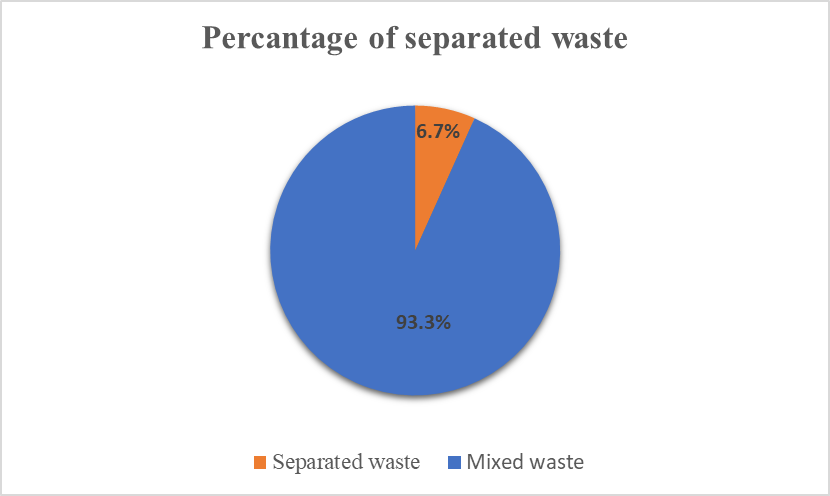 Percantage of separated waste
6.7%
93.3%
Separated waste Mixed waste